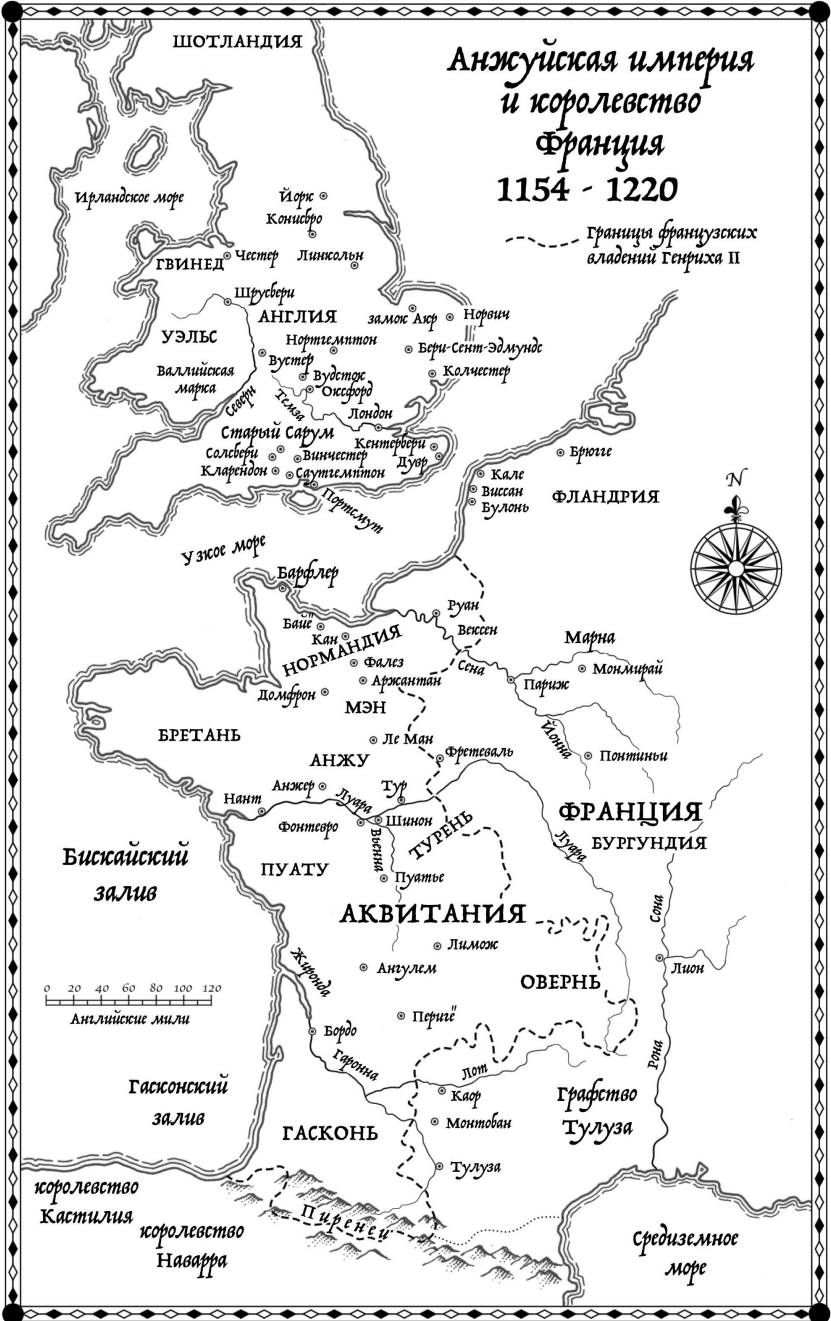 Анжуйская империя
и королевство
Франция
1154 - 1220
Границы французских
владений Генриха II
ШОТЛАНДИЯ
Ирландское море
Йорк
Конисбро
ГВИНЕД
Честер
Линкольн
Шрусбери
АНГЛИЯ
замок Акр
Норвич
УЭЛЬС
Нортгемптон
Бери-Сент-Эдмундс
Вустер
Валлийская
марка
Вудсток
Колчестер
Оксфорд
Северн
Темза
Лондон
Старый Сарум
Кентербери
Солсбери
Винчестер
Дувр
Кларендон
Саутгемптон
Портсмут
Брюгге
Кале
Виссан
Булонь
ФЛАНДРИЯ
N
Узкое море
Барфлер
Руан
Байё
Кан
Вексен
НОРМАНДИЯ
Марна
Фалез
Сена
Монмирай
Аржантан
Париж
Домфрон
МЭН
БРЕТАНЬ
Ле Ман
Йонна
АНЖУ
Фретеваль
Понтиньи
Анжер
Тур
Нант
Луара
ФРАНЦИЯ
Фонтевро
Шинон
ТУРЕНЬ
БУРГУНДИЯ
Луара
Вьенна
Бискайский
залив
ПУАТУ
Пуатье
АКВИТАНИЯ
Сона
Лимож
Жиронда
Ангулем
Лион
ОВЕРНЬ
0 20 40 60 80 100 120
Английские мили
Периге"
Бордо
Гаронна
Рона
Лот
Гасконский
залив
Каор
Графство
Тулуза
ГАСКОНЬ
Монтобан
Тулуза
королевство
Кастилия
Пиренеи
королевство
Наварра
Средиземное
море